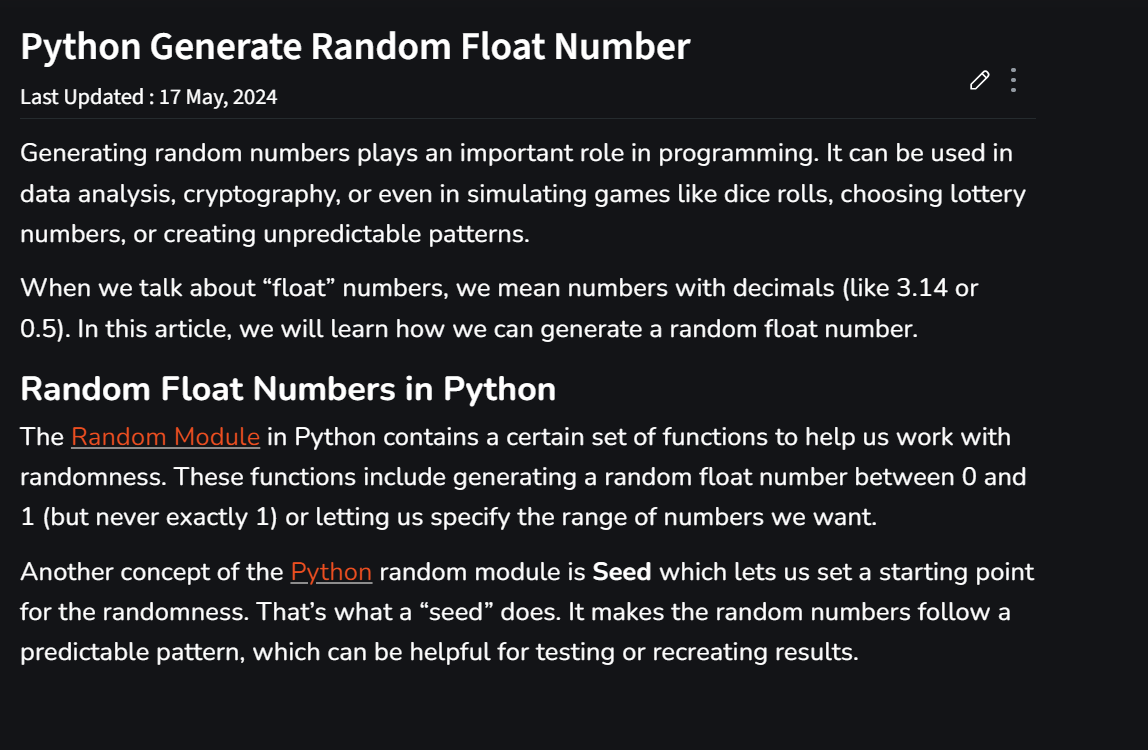 Python Generate Random Float Number
Last Updated : 17 May, 2024
Generating random numbers plays an important role in programming. It can be used in
data analysis, cryptography, or even in simulating games like dice rolls, choosing lottery
numbers, or creating unpredictable patterns.
When we talk about “float” numbers, we mean numbers with decimals (like 3.14 or
0.5). In this article, we will learn how we can generate a random float number.
Random Float Numbers in Python
The Random Module in Python contains a certain set of functions to help us work with
randomness. These functions include generating a random float number between 0 and
1 (but never exactly 1) or letting us specify the range of numbers we want.
Another concept of the Python random module is Seed which lets us set a starting point
for the randomness. That’s what a “seed” does. It makes the random numbers follow a
predictable pattern, which can be helpful for testing or recreating results.